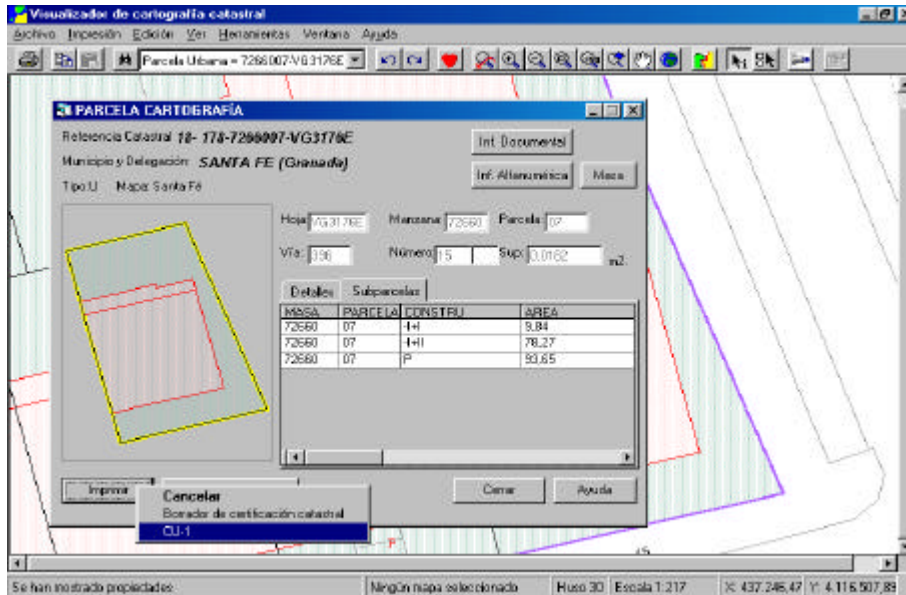 Visualizador de cartografía catastral
Archivo Impresión Edición Ver Herramientas Ventana Ayuda
Parcela Urbana = 7266007-VG3176E
PARCELA CARTOGRAFÍA
Referencia Catastral 18- 178-7266007-VG3176E
Inf. Documental
Municipio y Delegación: SANTA FE (Granada)
Inf. Alfanumérica Masa
Tipo:U Mapa: Santa Fé
Hoja: VG3176E Manzana: 72660 Parcela: 07
Vía: 396 Número: 15 Sup: 0,0182 m2.
Detalles Subparcelas
MASA PARCELA CONSTRU AREA
72660 07 -I+I 9,84
72660 07 -I+II 78,27
72660 07 P 93,65
Imprimir Cerrar Ayuda
Cancelar
Borrador de certificación catastral
CU-1
P
15
Se han mostrado propiedades Ningún mapa seleccionado Huso 30 Escala 1:217 X: 437.246,47 Y: 4.116.507,89